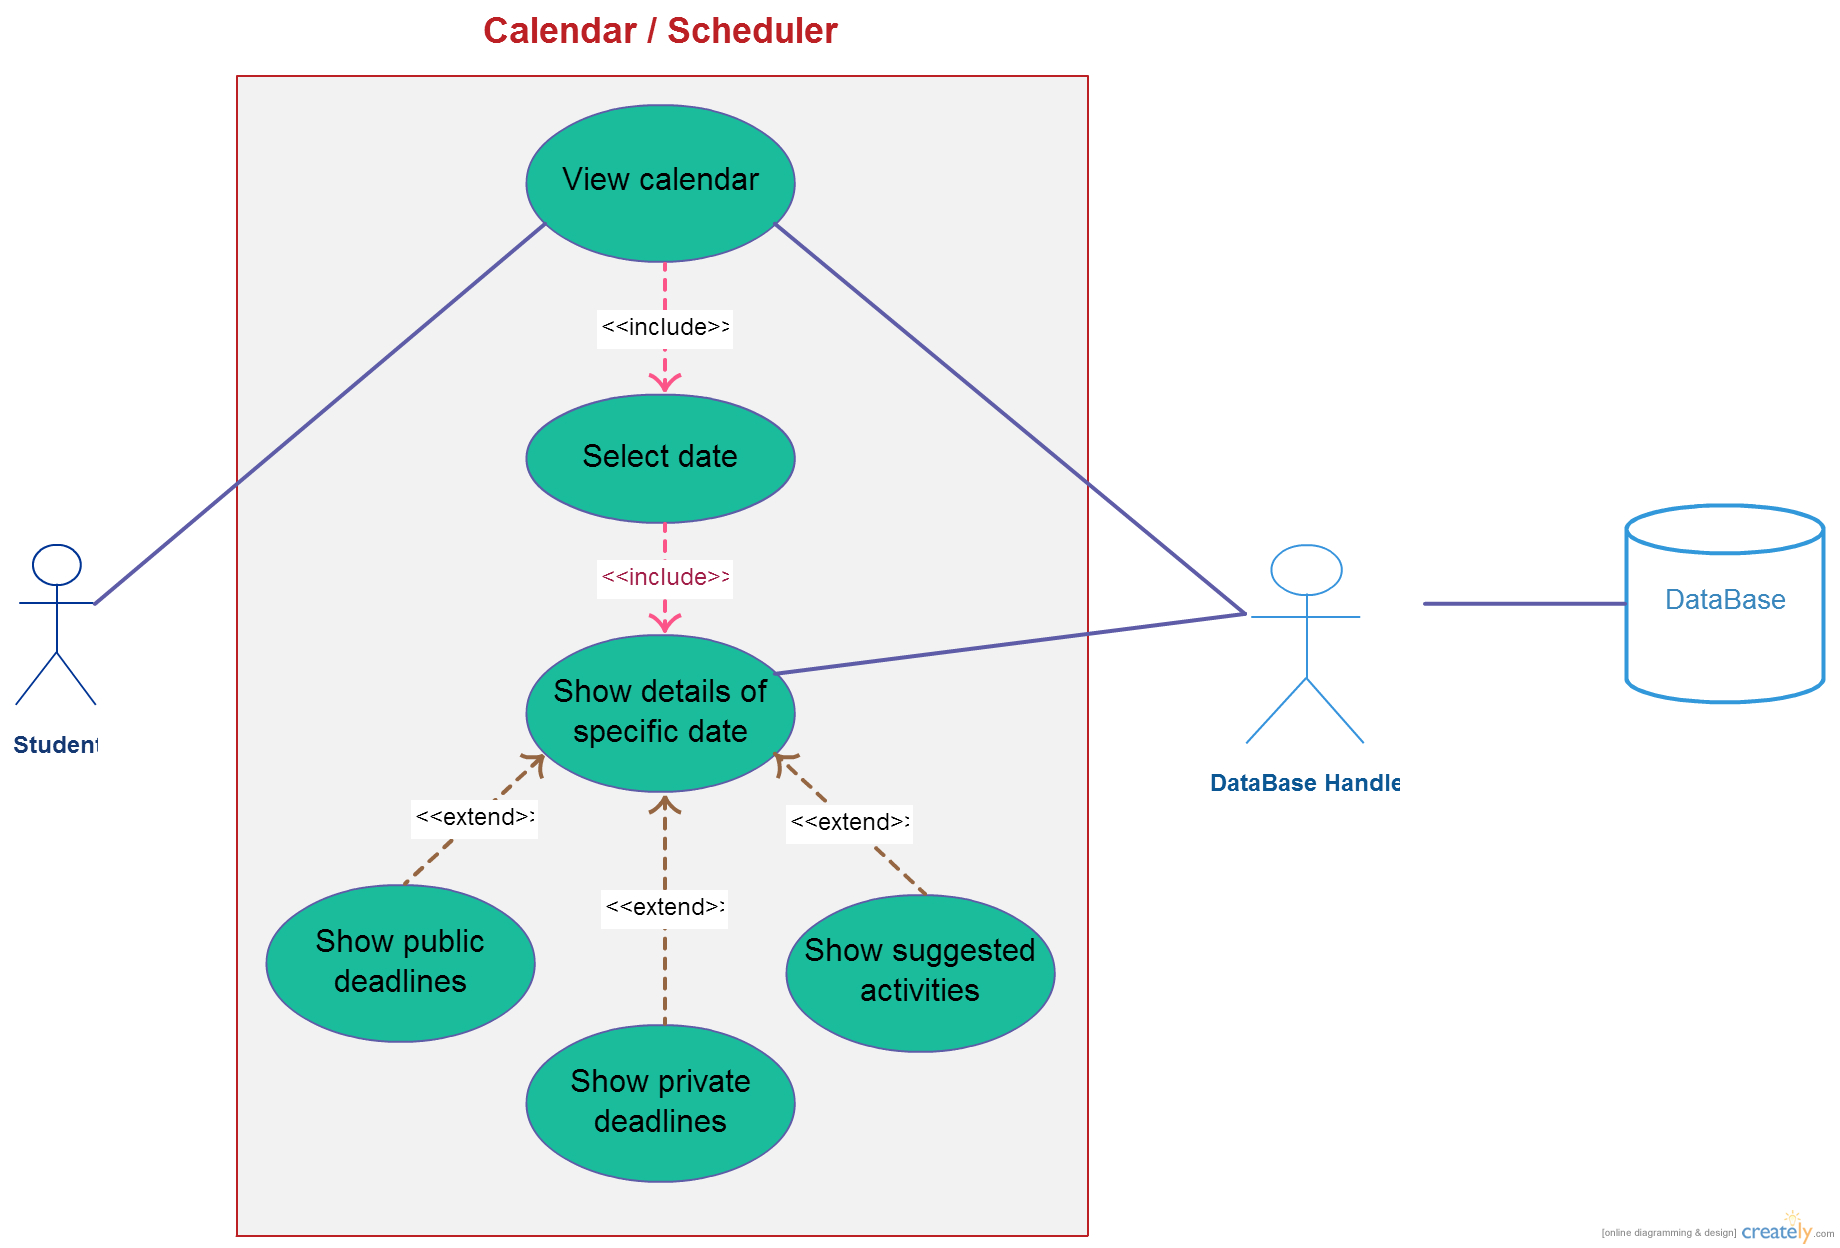 Calendar / Scheduler
View calendar
<<include>>
Select date
<<include>>
Show details of
specific date
<<extend>>
<<extend>>
<<extend>>
Show public
deadlines
Show suggested
activities
Show private
deadlines
Student
DataBase Handle
DataBase
[online diagramming & design] creately.com